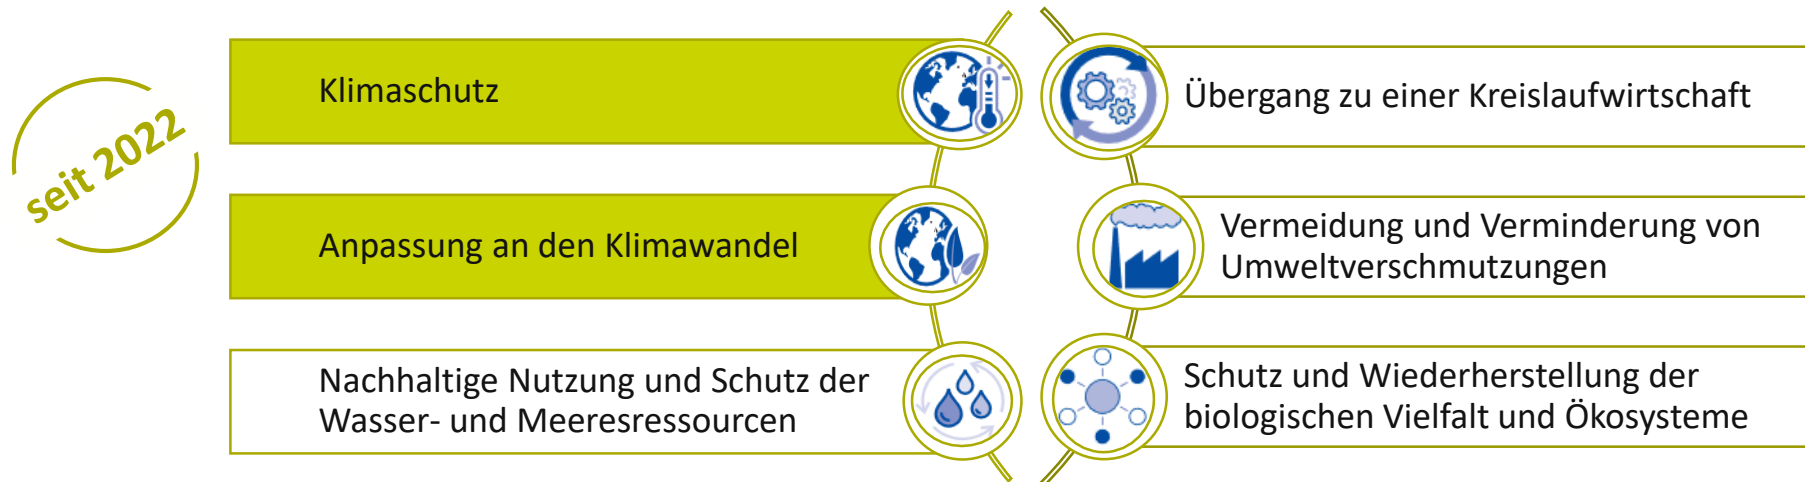 seit 2022
Klimaschutz
Anpassung an den Klimawandel
Nachhaltige Nutzung und Schutz der
Wasser- und Meeresressourcen
Übergang zu einer Kreislaufwirtschaft
Vermeidung und Verminderung von
Umweltverschmutzungen
Schutz und Wiederherstellung der
biologischen Vielfalt und Ökosysteme